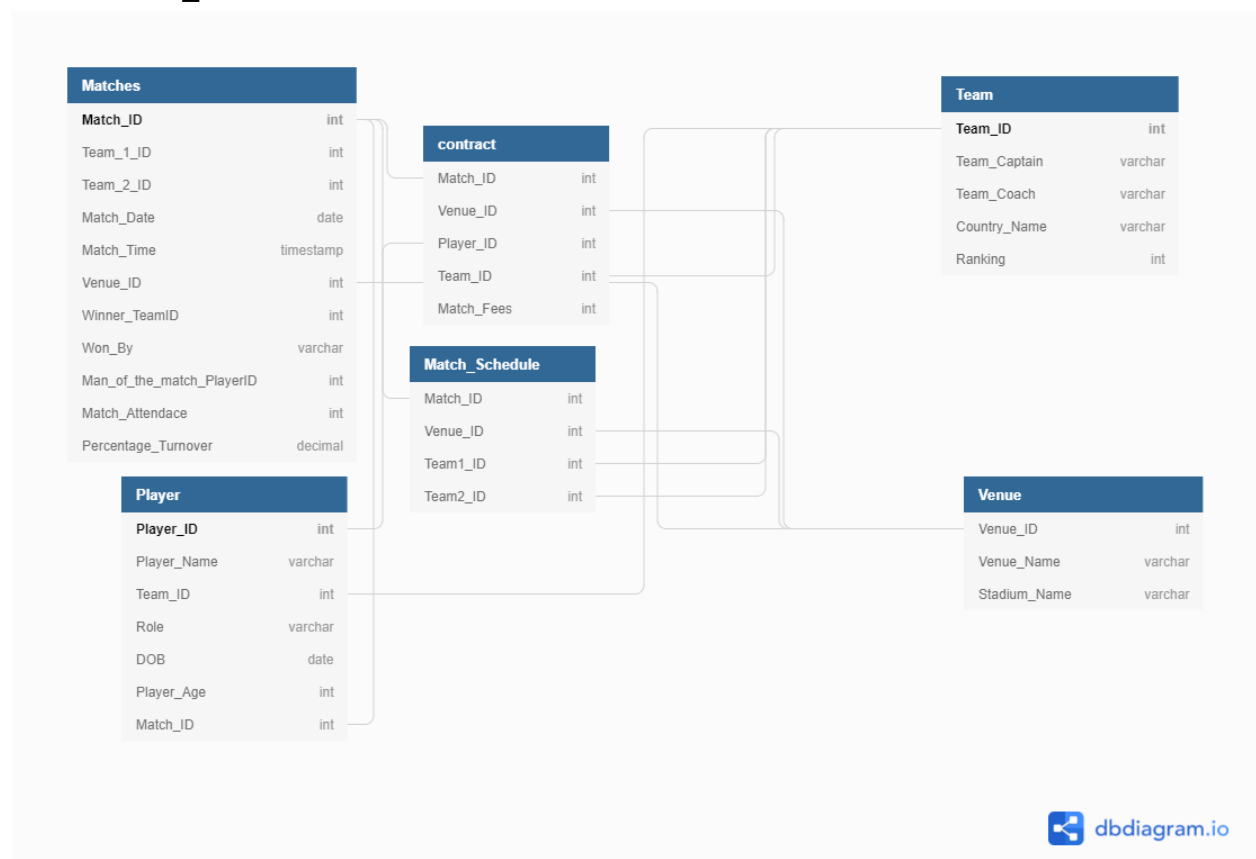 Matches
Match_ID int
Team_1_ID int
Team_2_ID int
Match_Date date
Match_Time timestamp
Venue_ID int
Winner_TeamID int
Won_By varchar
Man_of_the_match_PlayerID int
Match_Attendace int
Percentage_Turnover decimal
contract
Match_ID int
Venue_ID int
Player_ID int
Team_ID int
Match_Fees int
Team
Team_ID int
Team_Captain varchar
Team_Coach varchar
Country_Name varchar
Ranking int
Match_Schedule
Match_ID int
Venue_ID int
Team1_ID int
Team2_ID int
Player
Player_ID int
Player_Name varchar
Team_ID int
Role varchar
DOB date
Player_Age int
Match_ID int
Venue
Venue_ID int
Venue_Name varchar
Stadium_Name varchar
dbdiagram.io